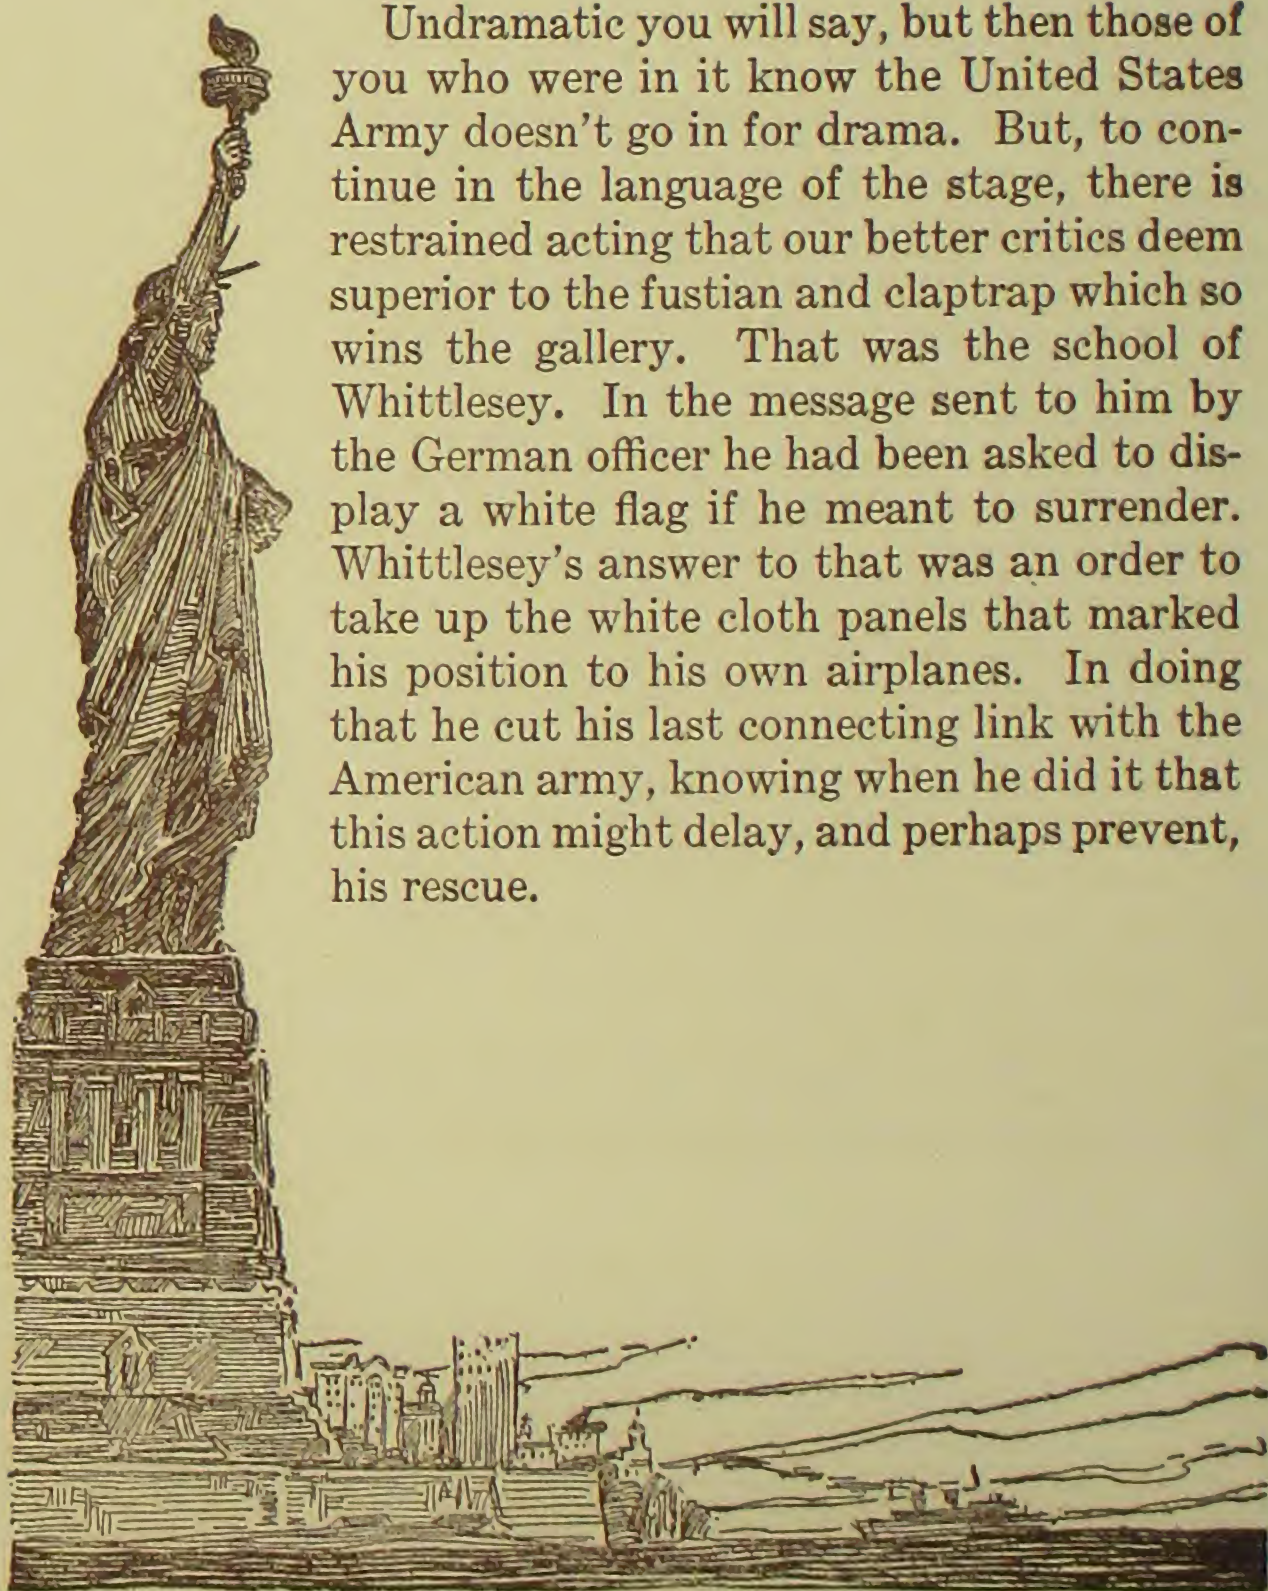 Undramatic you will say, but then those of
you who were in it know the United States
Army doesn't go in for drama. But, to con-
tinue in the language of the stage, there is
restrained acting that our better critics deem
superior to the fustian and claptrap which so
wins the gallery. That was the school of
Whittlesey. In the message sent to him by
the German officer he had been asked to dis-
play a white flag if he meant to surrender.
Whittlesey's answer to that was an order to
take up the white cloth panels that marked
his position to his own airplanes. In doing
that he cut his last connecting link with the
American army, knowing when he did it that
this action might delay, and perhaps prevent,
his rescue.